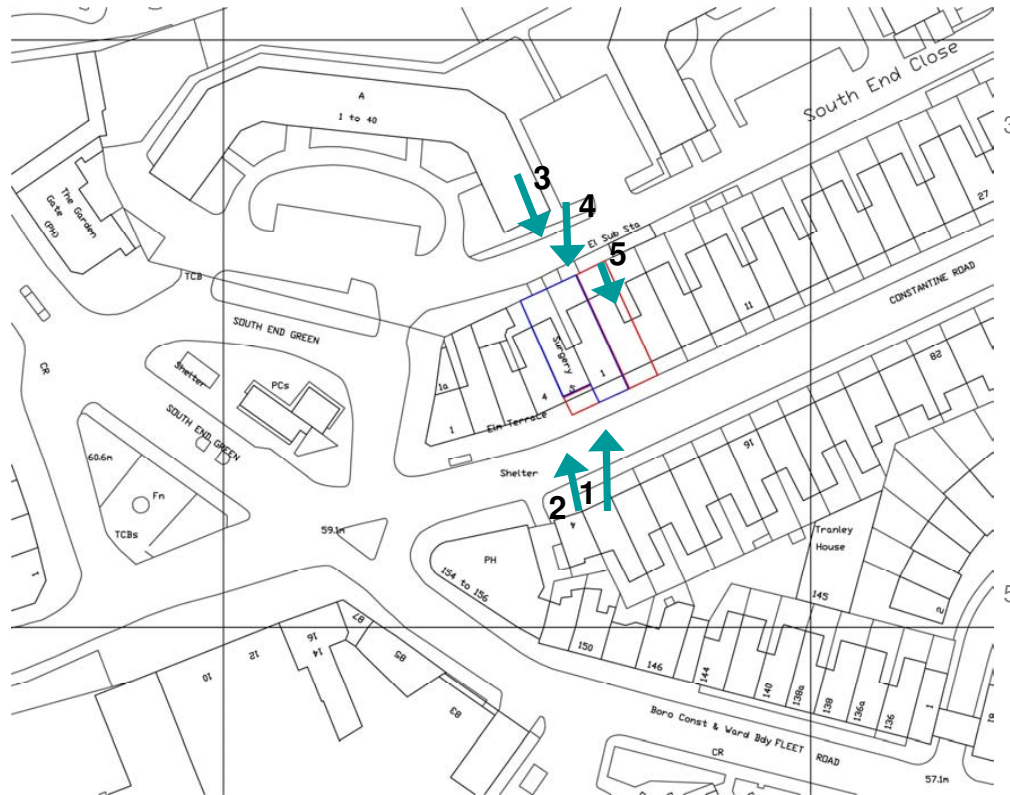 South End Close
A
1 to 40
The Garden
Gate
(PH)
3
4
El Sub Sta
5
27
TCB
11
CONSTANTINE ROAD
SOUTH END GREEN
CR
Shelter
PCs
1a
Surgery
1
82
4
1
Elm Terrace
SOUTH END GREEN
16
60.6m
Shelter
1
2
Fn
4
TCBs
59.1m
PH
Tranley
House
154 to 156
1
145
2
150
146
144
140
138a
138
136a
136
1
87
16
14
12
10
85
83
Boro Const & Ward Bdy FLEET ROAD
CR
57.1m